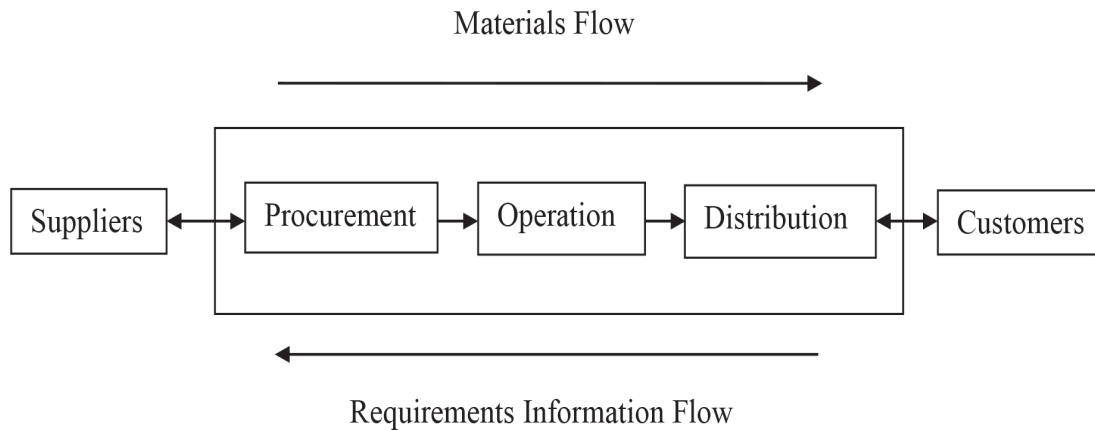 Materials Flow
Suppliers
Procurement
Operation
Distribution
Customers
Requirements Information Flow